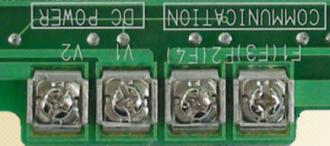 F1(F3)F2(F4) V1 V2
COMMUNICATION DC POWER